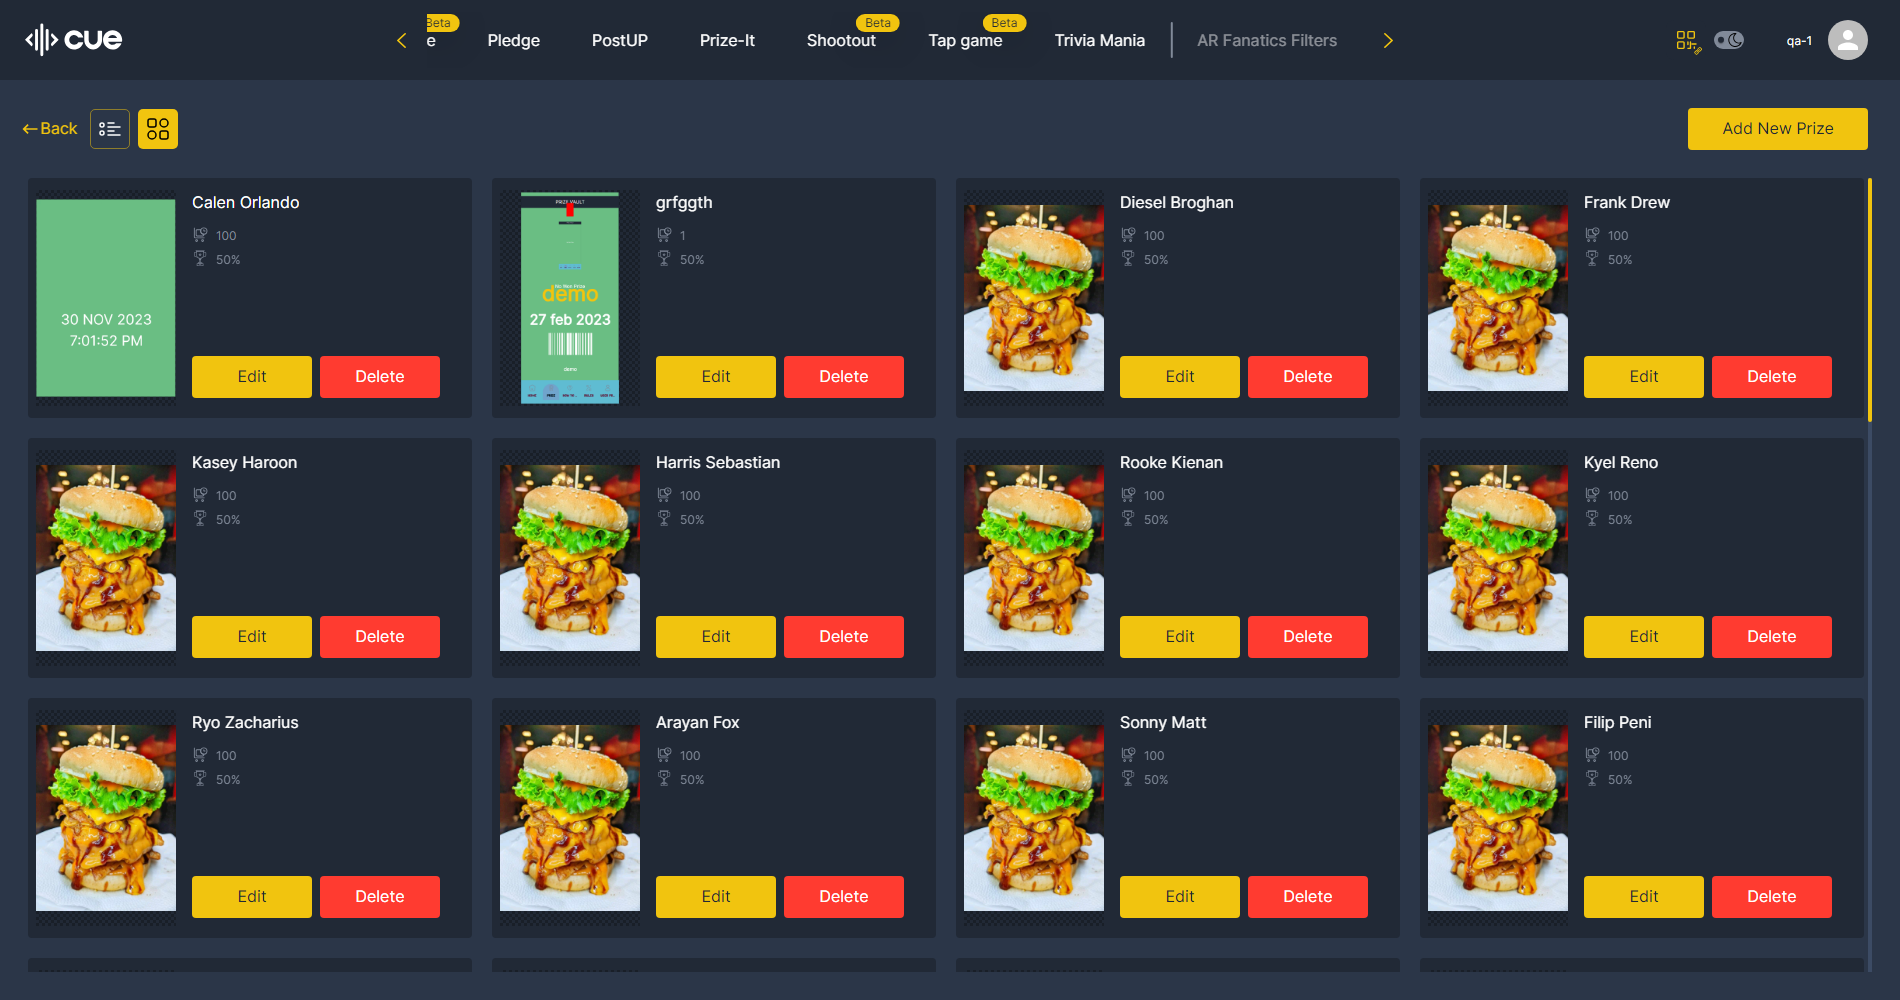 cue
Beta
e
Pledge
PostUP
Prize-It
Beta
Shootout
Beta
Tap game
Trivia Mania
AR Fanatics Filters
qa-1
Back
Add New Prize
30 NOV 2023
7:01:52 PM
Calen Orlando
100
50%
Edit
Delete
PRIZE VAULT
demo
27 feb 2023
demo
grfggth
1
50%
Edit
Delete
Diesel Broghan
100
50%
Edit
Delete
Frank Drew
100
50%
Edit
Delete
Kasey Haroon
100
50%
Edit
Delete
Harris Sebastian
100
50%
Edit
Delete
Rooke Kienan
100
50%
Edit
Delete
Kyel Reno
100
50%
Edit
Delete
Ryo Zacharius
100
50%
Edit
Delete
Arayan Fox
100
50%
Edit
Delete
Sonny Matt
100
50%
Edit
Delete
Filip Peni
100
50%
Edit
Delete